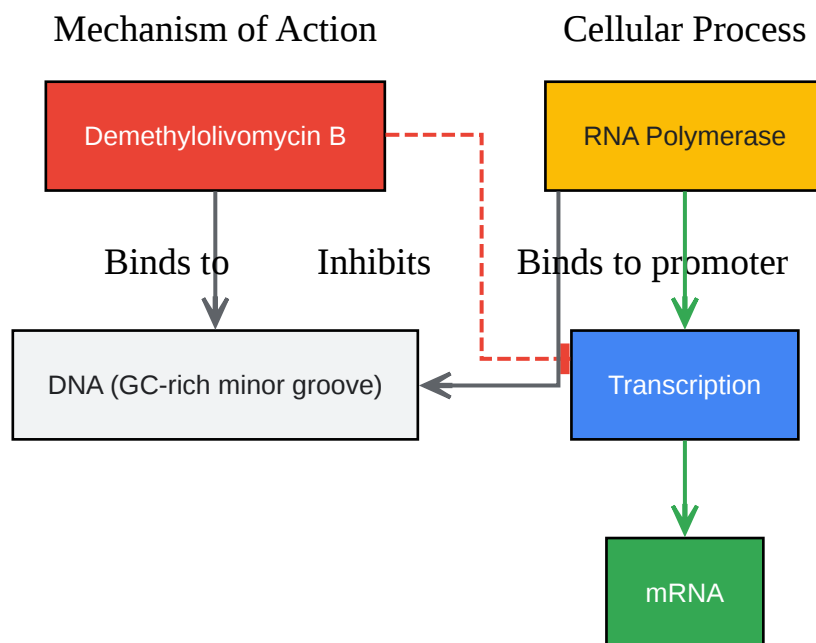 Mechanism of Action
Cellular Process
Demethylolivomycin B
RNA Polymerase
Binds to
Inhibits
Binds to promoter
DNA (GC-rich minor groove)
Transcription
mRNA